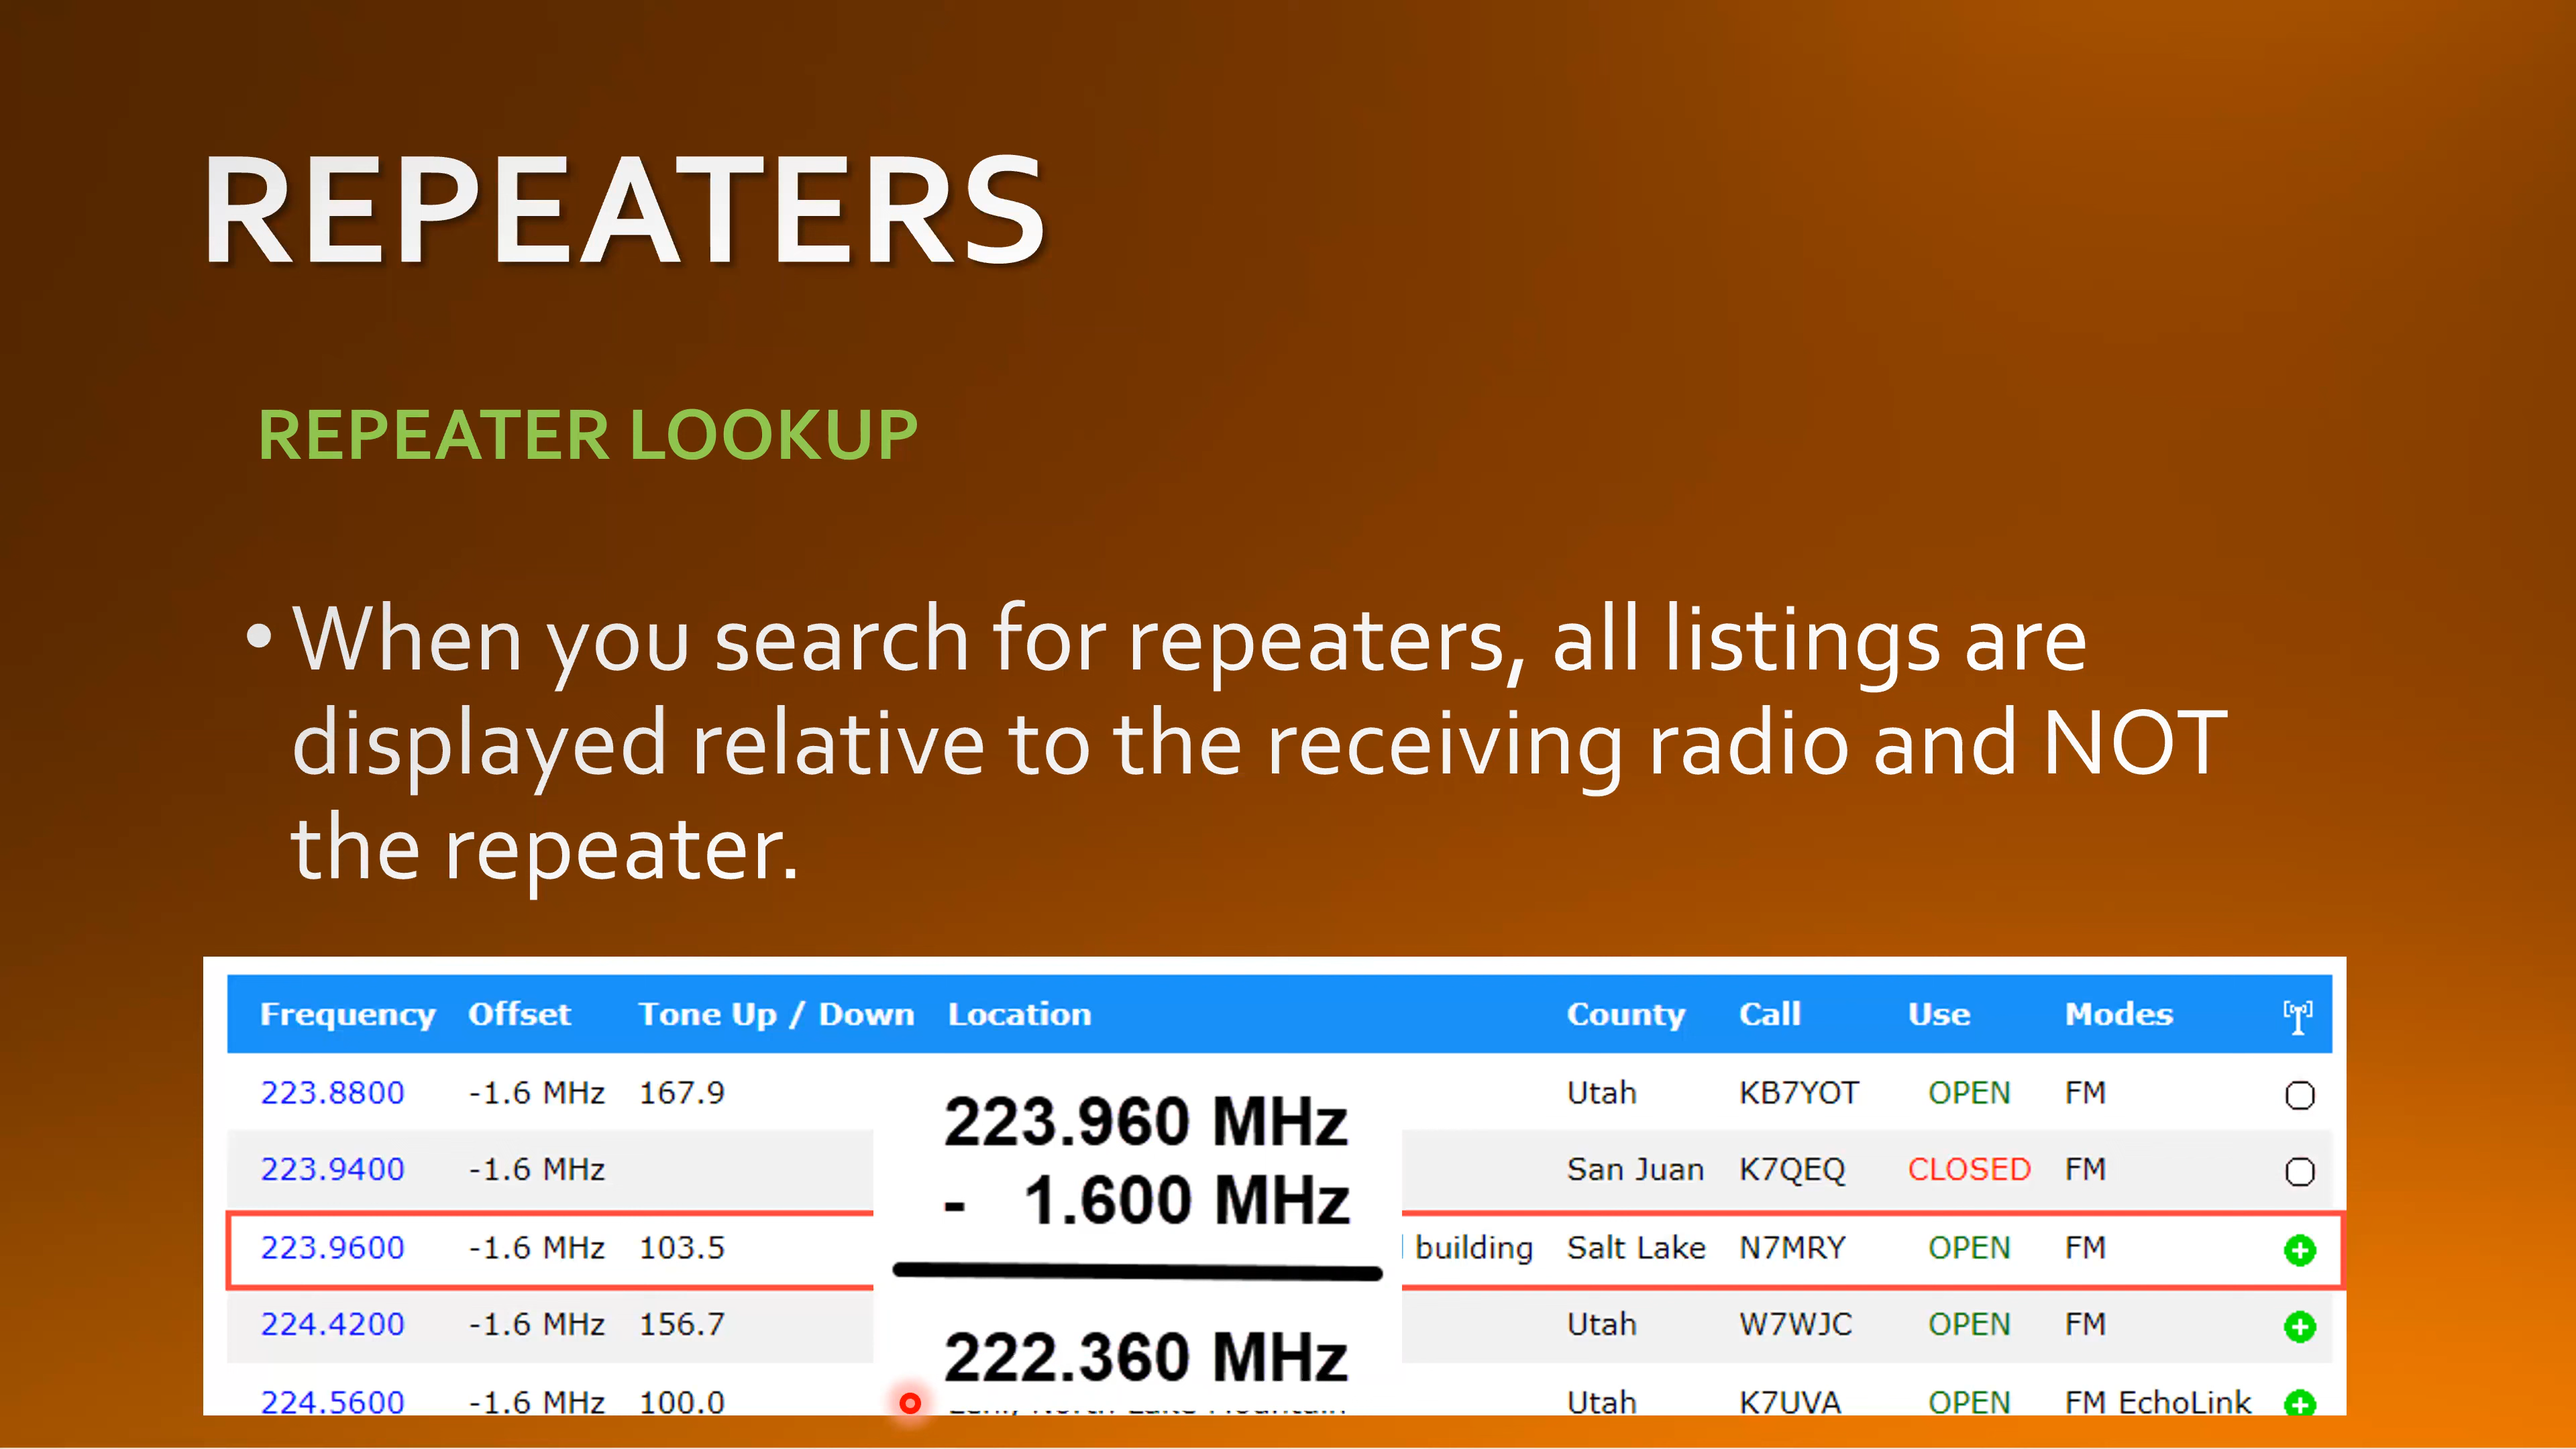 REPEATERS
REPEATER LOOKUP
• When you search for repeaters, all listings are
displayed relative to the receiving radio and NOT
the repeater.
Frequency Offset Tone Up / Down Location County Call Use Modes
223.8800 -1.6 MHz 167.9 Utah KB7YOT OPEN FM
223.9400 -1.6 MHz San Juan K7QEQ CLOSED FM
223.9600 -1.6 MHz 103.5 building Salt Lake N7MRY OPEN FM
224.4200 -1.6 MHz 156.7 Utah W7WJC OPEN FM
224.5600 -1.6 MHz 100.0 Utah K7UVA OPEN FM EchoLink
223.960 MHz
- 1.600 MHz
222.360 MHz